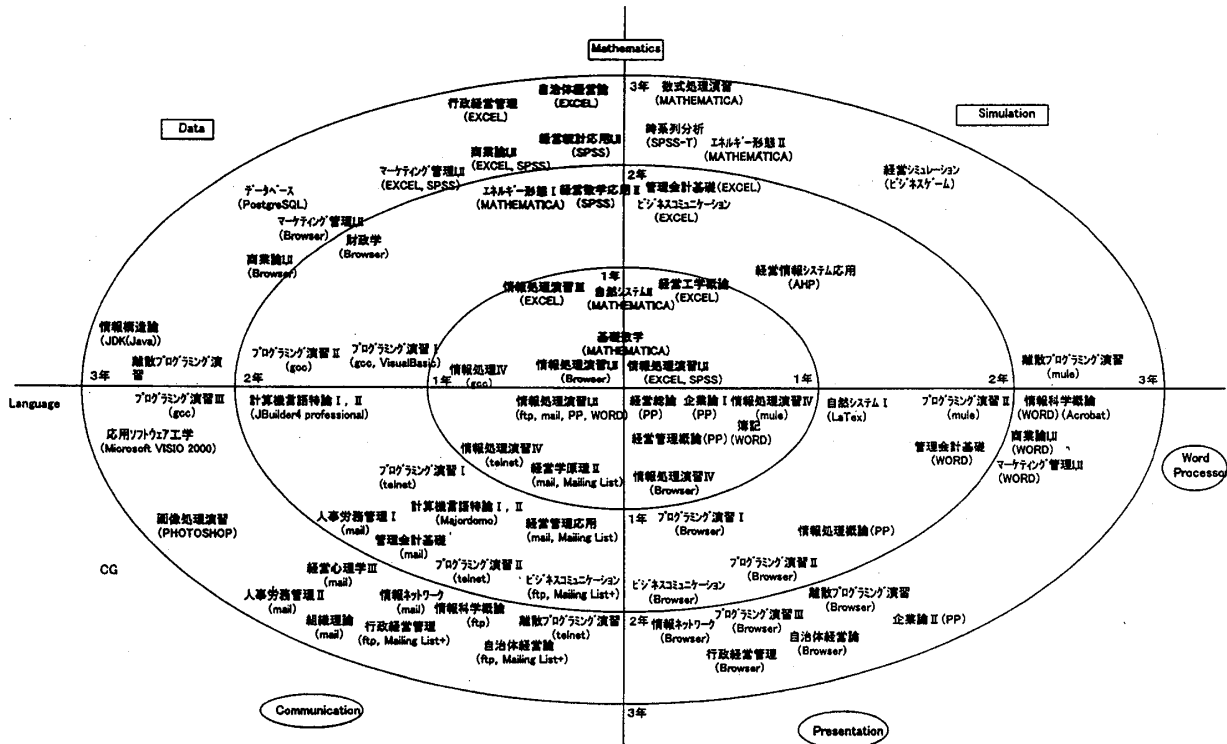 Mathematics
3年
数式処理演習
(MATHEMATICA)
自治体経営論
(EXCEL)
行政経営管理
(EXCEL)
Data
Simulation
時系列分析
(SPSS-T)
エネルギー形態Ⅱ
(MATHEMATICA)
経営統計応用I,II
(SPSS)
商業論I,II
(EXCEL, SPSS)
マーケティング管理I,II
(EXCEL, SPSS)
経営シミュレーション
(ビジネスゲーム)
2年
データベース
(PostgreSQL)
エネルギー形態Ⅰ
(MATHEMATICA)
経営数学応用Ⅱ
(SPSS)
管理会計基礎(EXCEL)
ビジネスコミュニケーション
(EXCEL)
マーケティング管理I,II
(Browser)
財政学
(Browser)
商業論I,II
(Browser)
1年
経営情報システム応用
(AHP)
情報処理演習Ⅲ
(EXCEL)
自然システムⅡ
(MATHEMATICA)
経営工学概論
(EXCEL)
情報構造論
(JDK(Java))
基礎数学
(MATHEMATICA)
離散プログラミング演
習
プログラミング演習Ⅱ
(gcc)
プログラミング演習Ⅰ
(gcc, VisualBasic)
情報処理Ⅳ
(gcc)
情報処理演習I,II
(Browser)
情報処理演習I,II
(EXCEL, SPSS)
離散プログラミング演習
(mule)
3年
2年
1年
1年
2年
3年
Language
プログラミング演習Ⅲ
(gcc)
計算機言語特論Ⅰ, Ⅱ
(JBuilder4 professional)
情報処理演習I,II
(ftp, mail, PP, WORD)
経営総論
(PP)
企業論Ⅰ
(PP)
情報処理演習Ⅳ
(mule)
自然システムⅠ
(LaTex)
プログラミング演習Ⅱ
(mule)
情報科学概論
(WORD) (Acrobat)
応用ソフトウェア工学
(Microsoft VISIO 2000)
簿記
(WORD)
経営管理概論(PP)
管理会計基礎
(WORD)
商業論I,II
(WORD)
マーケティング管理I,II
(WORD)
Word
Processor
情報処理演習Ⅳ
(telnet)
プログラミング演習Ⅰ
(telnet)
経営学原理Ⅱ
(mail, Mailing List)
情報処理演習Ⅳ
(Browser)
画像処理演習
(PHOTOSHOP)
人事労務管理Ⅰ
(mail)
計算機言語特論Ⅰ, Ⅱ
(Majordomo)
経営管理応用
(mail, Mailing List)
1年
プログラミング演習Ⅰ
(Browser)
情報処理概論(PP)
管理会計基礎
(mail)
CG
経営心理学Ⅲ
(mail)
プログラミング演習Ⅱ
(telnet)
プログラミング演習Ⅱ
(Browser)
ビジネスコミュニケーション
(ftp, Mailing List+)
ビジネスコミュニケーション
(Browser)
人事労務管理Ⅱ
(mail)
情報ネットワーク
(mail)
離散プログラミング演習
(Browser)
情報科学概論
(ftp)
組織理論
(mail)
行政経営管理
(ftp, Mailing List+)
離散プログラミング演習
(telnet)
2年
情報ネットワーク
(Browser)
プログラミング演習Ⅲ
(Browser)
企業論Ⅱ(PP)
自治体経営論
(ftp, Mailing List+)
自治体経営論
(Browser)
行政経営管理
(Browser)
3年
Communication
Presentation